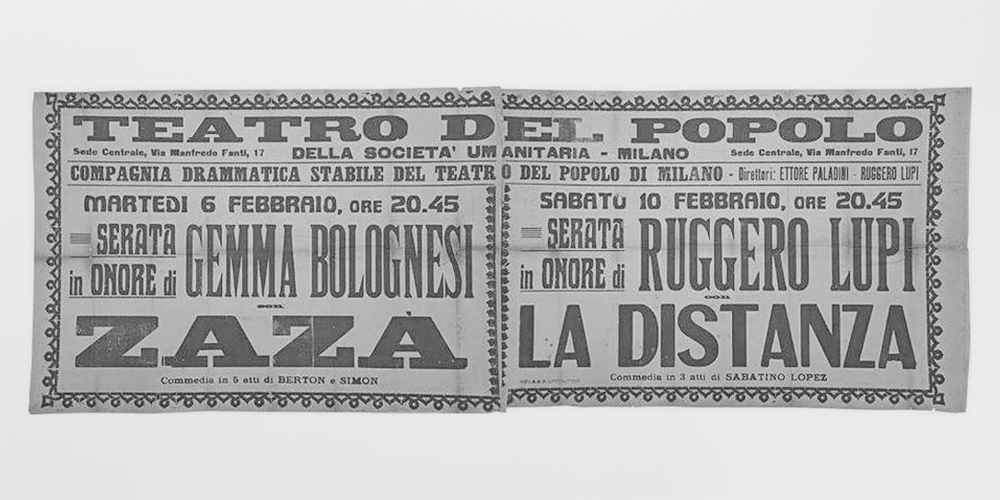 TEATRO DEL POPOLO
Sede Centrale, Via Manfredo Fanti, 17 DELLA SOCIETA' UMANITARIA - MILANO Sede Centrale, Via Manfredo Fanti, 17
COMPAGNIA DRAMMATICA STABILE DEL TEATRO DEL POPOLO DI MILANO - Direttori: ETTORE PALADINI - RUGGERO LUPI
MARTEDI 6 FEBBRAIO, ORE 20.45
SERATA
in ONORE di GEMMA BOLOGNESI
con
ZAZÀ
Commedia in 5 atti di BERTON e SIMON
SABATO 10 FEBBRAIO, ORE 20.45
SERATA
in ONORE di RUGGERO LUPI
con
LA DISTANZA
Commedia in 3 atti di SABATINO LOPEZ